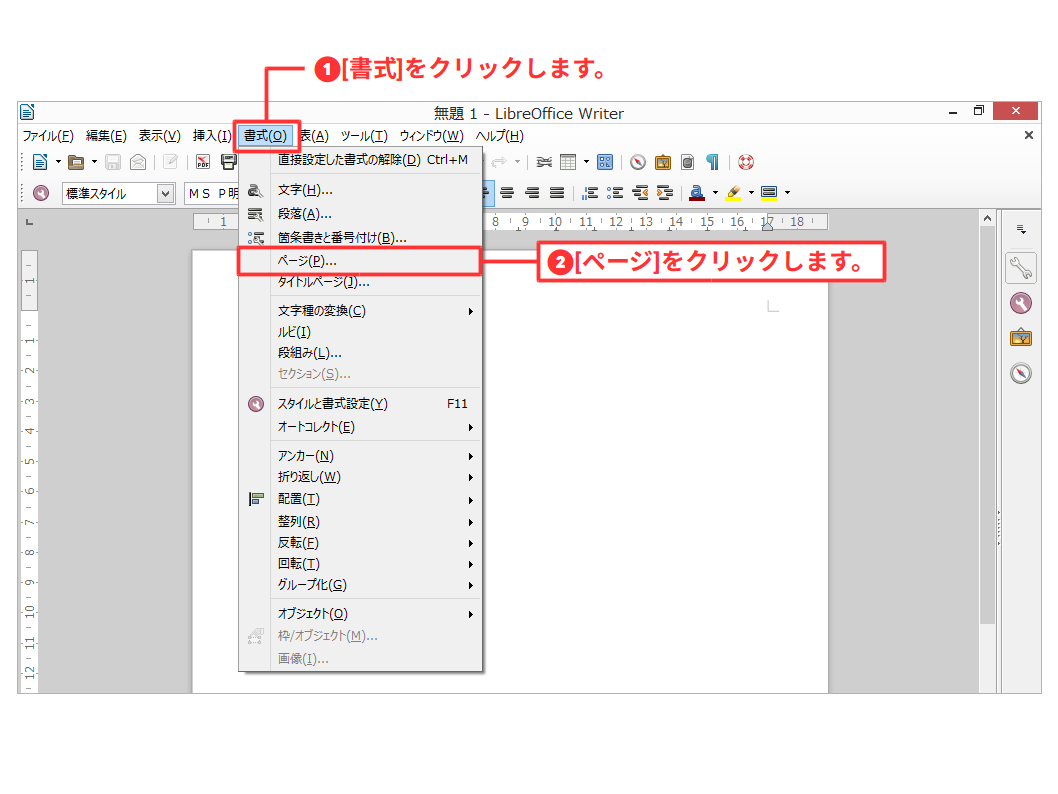 ❶[書式]をクリックします。
無題 1 - LibreOffice Writer
ファイル(F) 編集(E) 表示(V) 挿入(I) 書式(O) 表(A) ツール(T) ウィンドウ(W) ヘルプ(H)
直接設定した書式の解除(D) Ctrl+M
PDF
標準スタイル
MS P明
文字(H)...
段落(A)...
1 8 9 10 11 12 13 14 15 16 17 18
箇条書きと番号付け(B)...
ページ(P)...
❷[ページ]をクリックします。
タイトルページ(J)...
文字種の変換(C)
ルビ(I)
段組み(L)...
セクション(S)...
スタイルと書式設定(Y) F11
オートコレクト(E)
アンカー(N)
折り返し(W)
配置(T)
整列(R)
反転(F)
回転(T)
グループ化(G)
オブジェクト(O)
枠/オブジェクト(M)...
画像(I)...
1
1
2
3
4
5
6
7
8
9
10
11
12